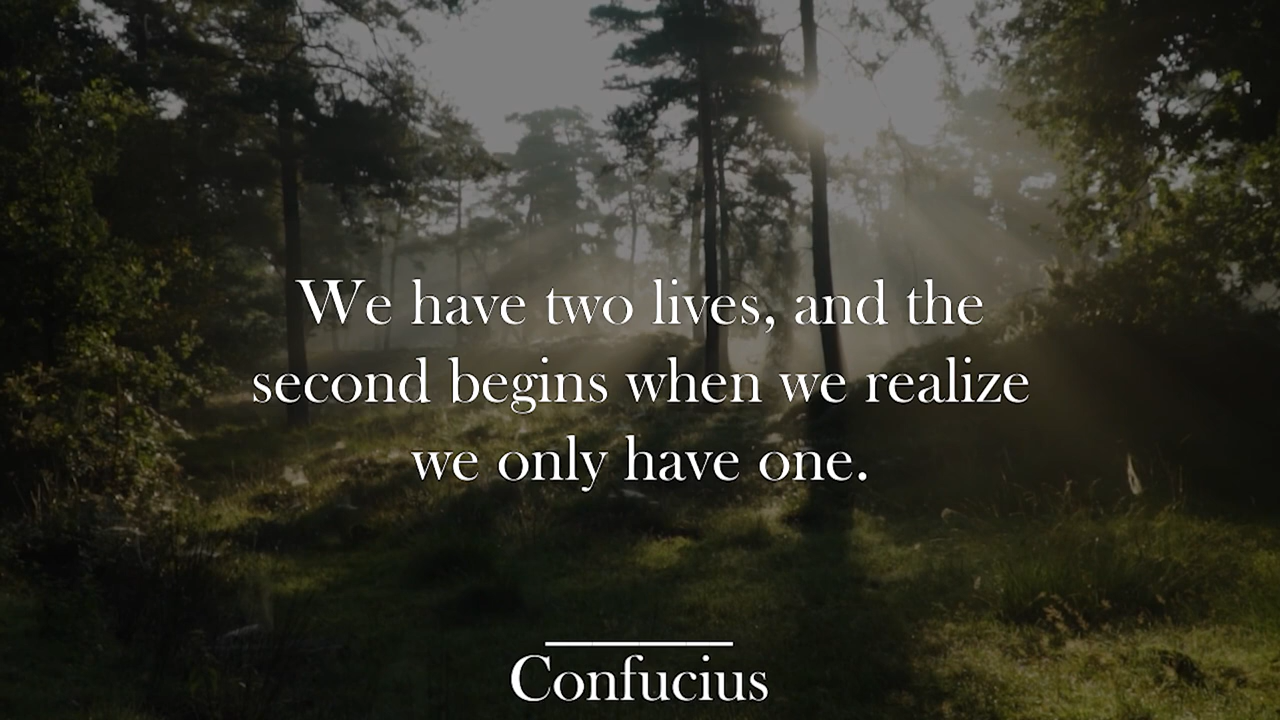 We have two lives, and the
second begins when we realize
we only have one.
Confucius